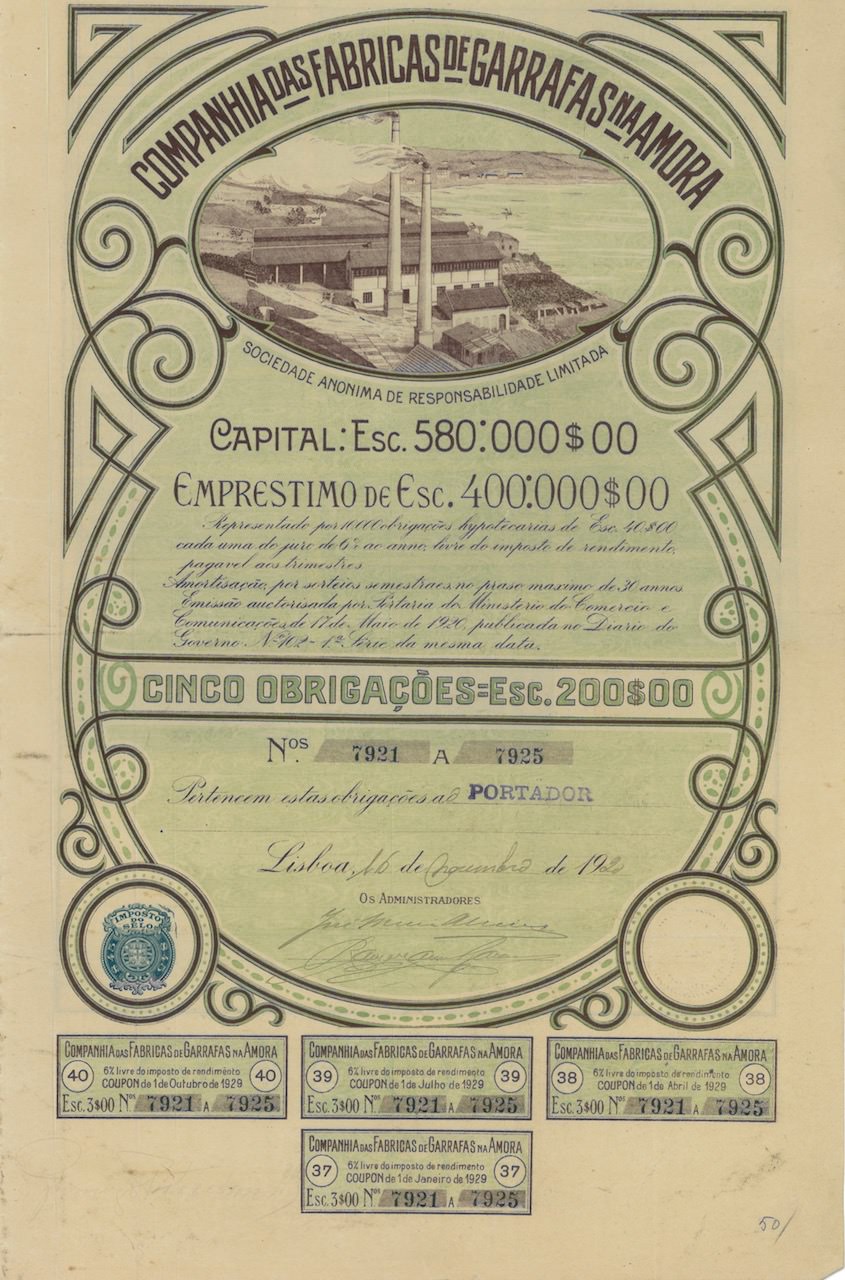 COMPANHIA DAS FABRICAS DE GARRAFAS NA AMORA
SOCIEDADE ANONIMA DE RESPONSABILIDADE LIMITADA
CAPITAL: ESC. 580:000$00
EMPRESTIMO DE ESC. 400:000$00
Representado por 10.000 obrigações hypotecarias de Esc. 40$00
cada uma do juro de 6% ao anno, livre do imposto de rendimento,
pagavel aos trimestres.
Amortisação, por sorteios semestraes, no praso maximo de 30 annos
Emissão auctorisada por Portaria do Ministerio do Comercio e
Comunicações, de 17 de Maio de 1920, publicada no Diario do
Governo Nº 102 - 1ª Série da mesma data.
CINCO OBRIGAÇÕES=ESC. 200$00
Nos. 7921 A 7925
Pertencem estas obrigações ao PORTADOR
Lisboa, 16 de de 1920
OS ADMINISTRADORES
IMPOSTO
DO
SÊLO
COMPANHIA DAS FABRICAS DE GARRAFAS NA AMORA
40 6% livre do imposto de rendimento 40
COUPON de 1 de Outubro de 1929
Esc. 3$00 Nos 7921 A 7925
COMPANHIA DAS FABRICAS DE GARRAFAS NA AMORA
39 6% livre do imposto de rendimento 39
COUPON de 1 de Julho de 1929
Esc. 3$00 Nos 7921 A 7925
COMPANHIA DAS FABRICAS DE GARRAFAS NA AMORA
38 6% livre do imposto de rendimento 38
COUPON de 1 de Abril de 1929
Esc. 3$00 Nos 7921 A 7925
COMPANHIA DAS FABRICAS DE GARRAFAS NA AMORA
37 6% livre do imposto de rendimento 37
COUPON de 1 de Janeiro de 1929
Esc. 3$00 Nos 7921 A 7925
50/